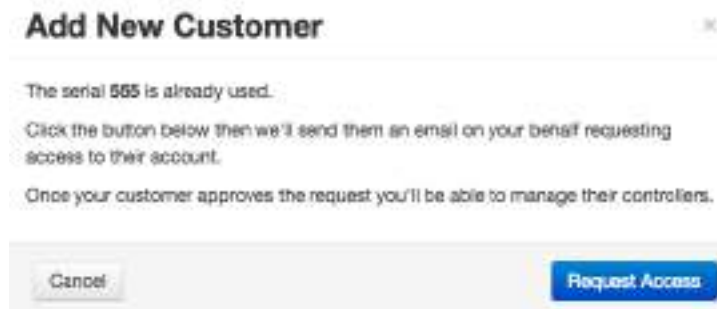 Add New Customer
×
The serial 555 is already used.
Click the button below then we'll send them an email on your behalf requesting
access to their account.
Once your customer approves the request you'll be able to manage their controllers.
Cancel
Request Access